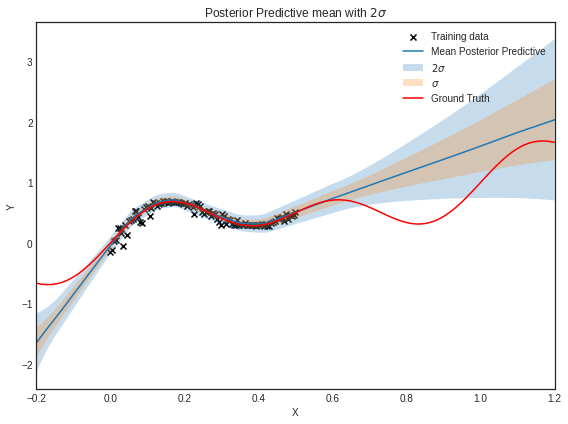 Posterior Predictive mean with 2σ
Training data
Mean Posterior Predictive
2σ
σ
Ground Truth
Y
3
2
1
0
−1
−2
−0.2 0.0 0.2 0.4 0.6 0.8 1.0 1.2
X